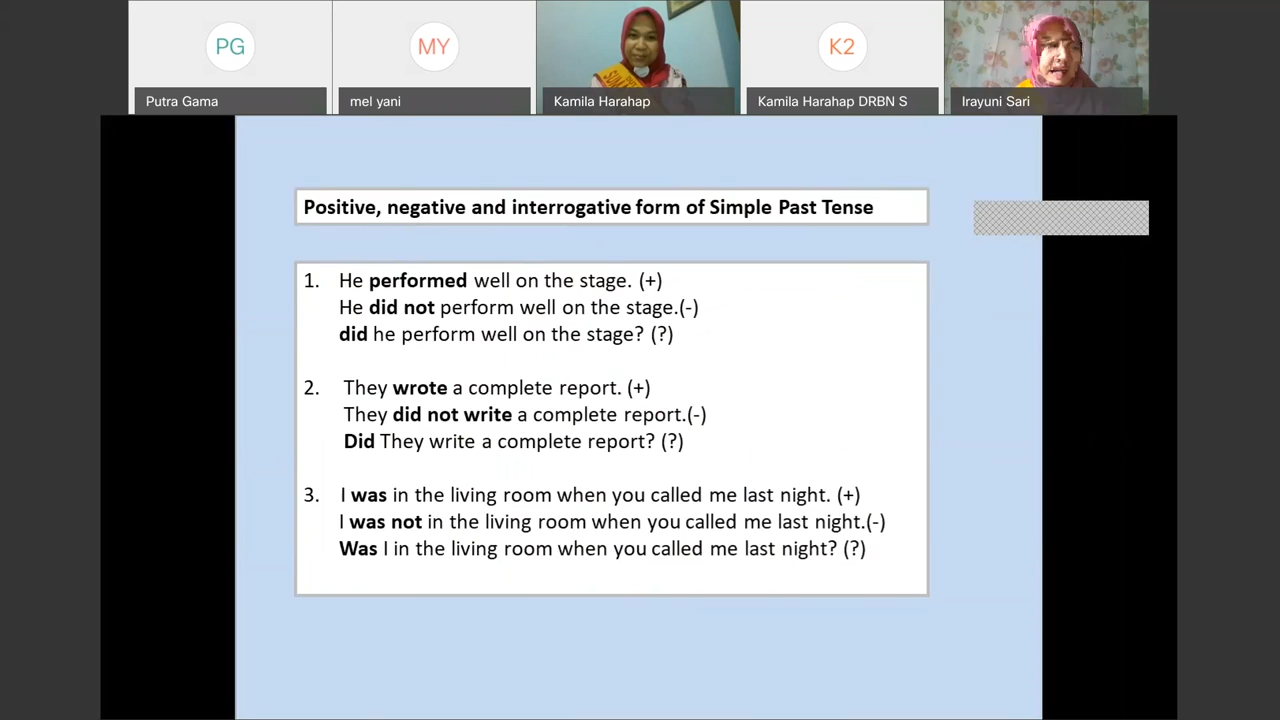 PG
MY
K2
Putra Gama
mel yani
Kamila Harahap
Kamila Harahap DRBN S
Irayuni Sari
Positive, negative and interrogative form of Simple Past Tense
1. He performed well on the stage. (+)
He did not perform well on the stage.(-)
did he perform well on the stage? (?)
2. They wrote a complete report. (+)
They did not write a complete report.(-)
Did They write a complete report? (?)
3. I was in the living room when you called me last night. (+)
I was not in the living room when you called me last night.(-)
Was I in the living room when you called me last night? (?)